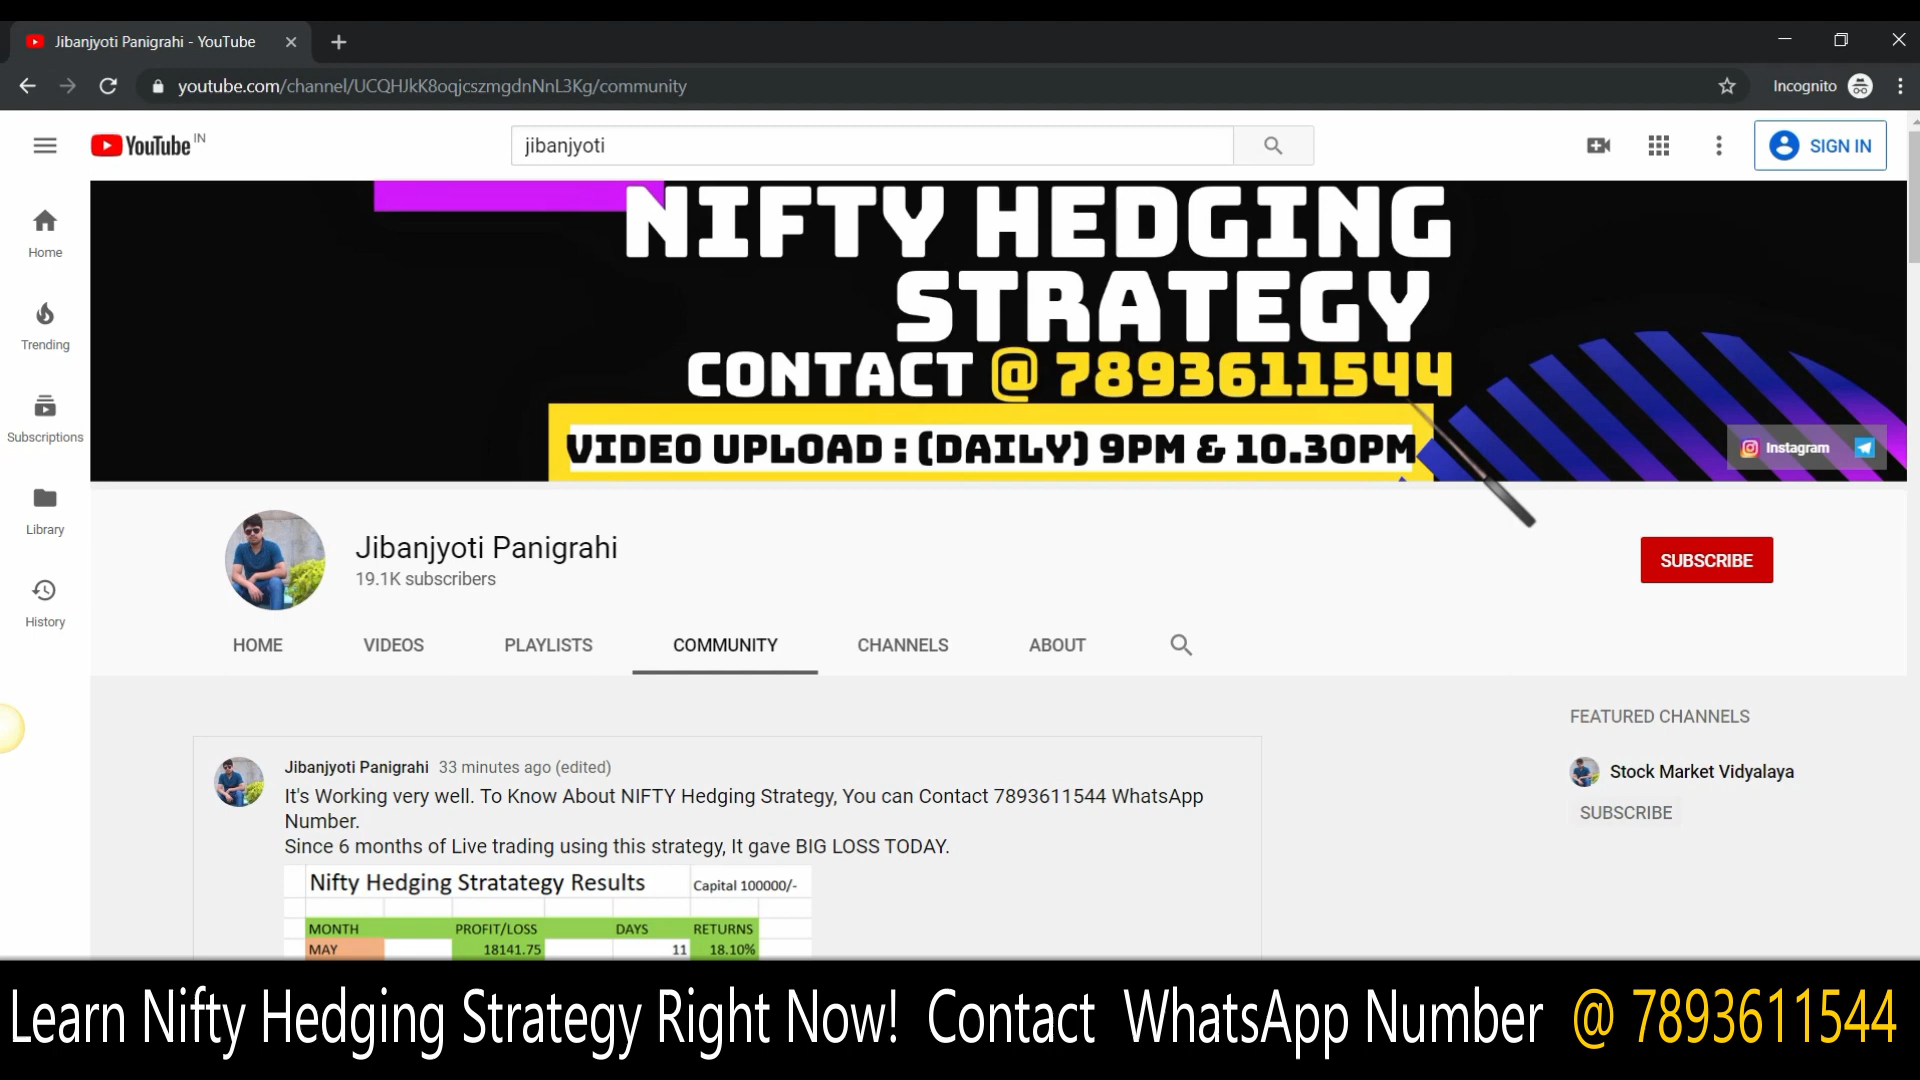 Jibanjyoti Panigrahi - YouTube
youtube.com/channel/UCQHJkK8oqjcszmgdnNnL3Kg/community
Incognito
YouTube IN
jibanjyoti
SIGN IN
Home
Trending
Subscriptions
Library
History
NIFTY HEDGING
STRATEGY
CONTACT @ 7893611544
VIDEO UPLOAD : (DAILY) 9PM & 10.30PM
Instagram
Jibanjyoti Panigrahi
19.1K subscribers
SUBSCRIBE
HOME VIDEOS PLAYLISTS COMMUNITY CHANNELS ABOUT
FEATURED CHANNELS
Stock Market Vidyalaya
SUBSCRIBE
Jibanjyoti Panigrahi 33 minutes ago (edited)
It's Working very well. To Know About NIFTY Hedging Strategy, You can Contact 7893611544 WhatsApp
Number.
Since 6 months of Live trading using this strategy, It gave BIG LOSS TODAY.
Nifty Hedging Stratategy Results Capital 100000/-
MONTH PROFIT/LOSS DAYS RETURNS
MAY 18141.75 11 18.10%
Learn Nifty Hedging Strategy Right Now! Contact WhatsApp Number @ 7893611544